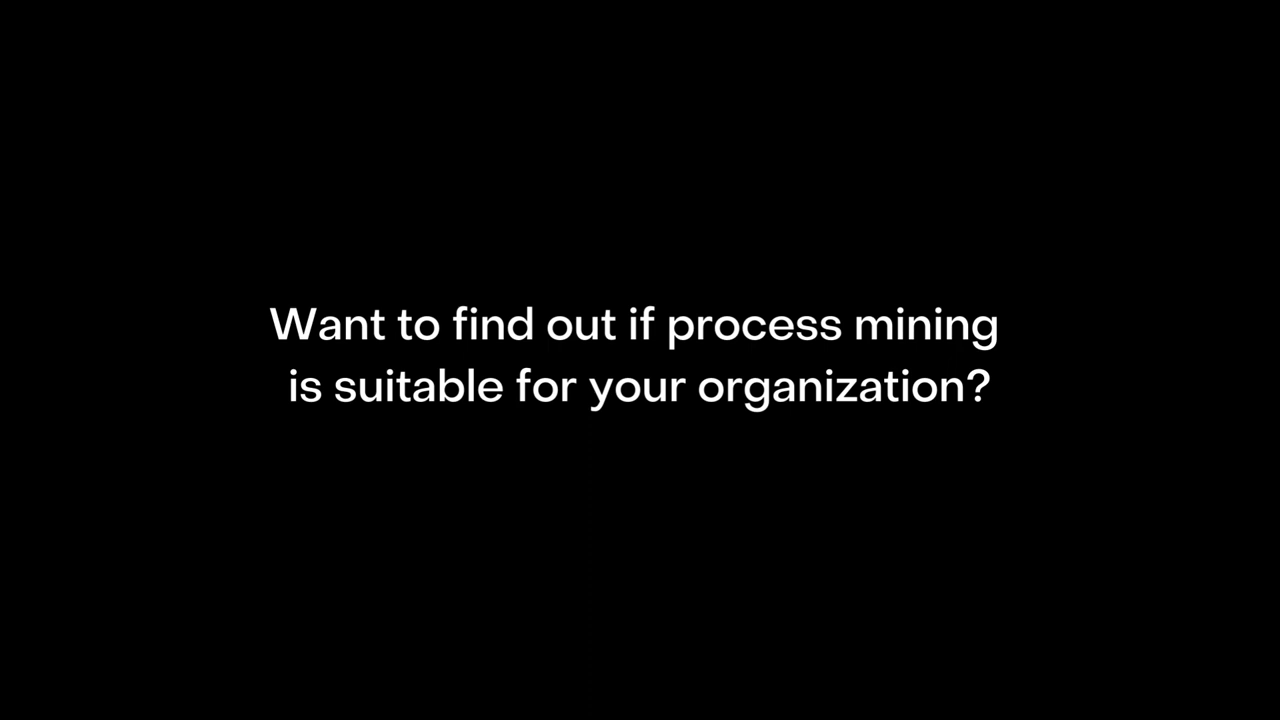 Want to find out if process mining
is suitable for your organization?